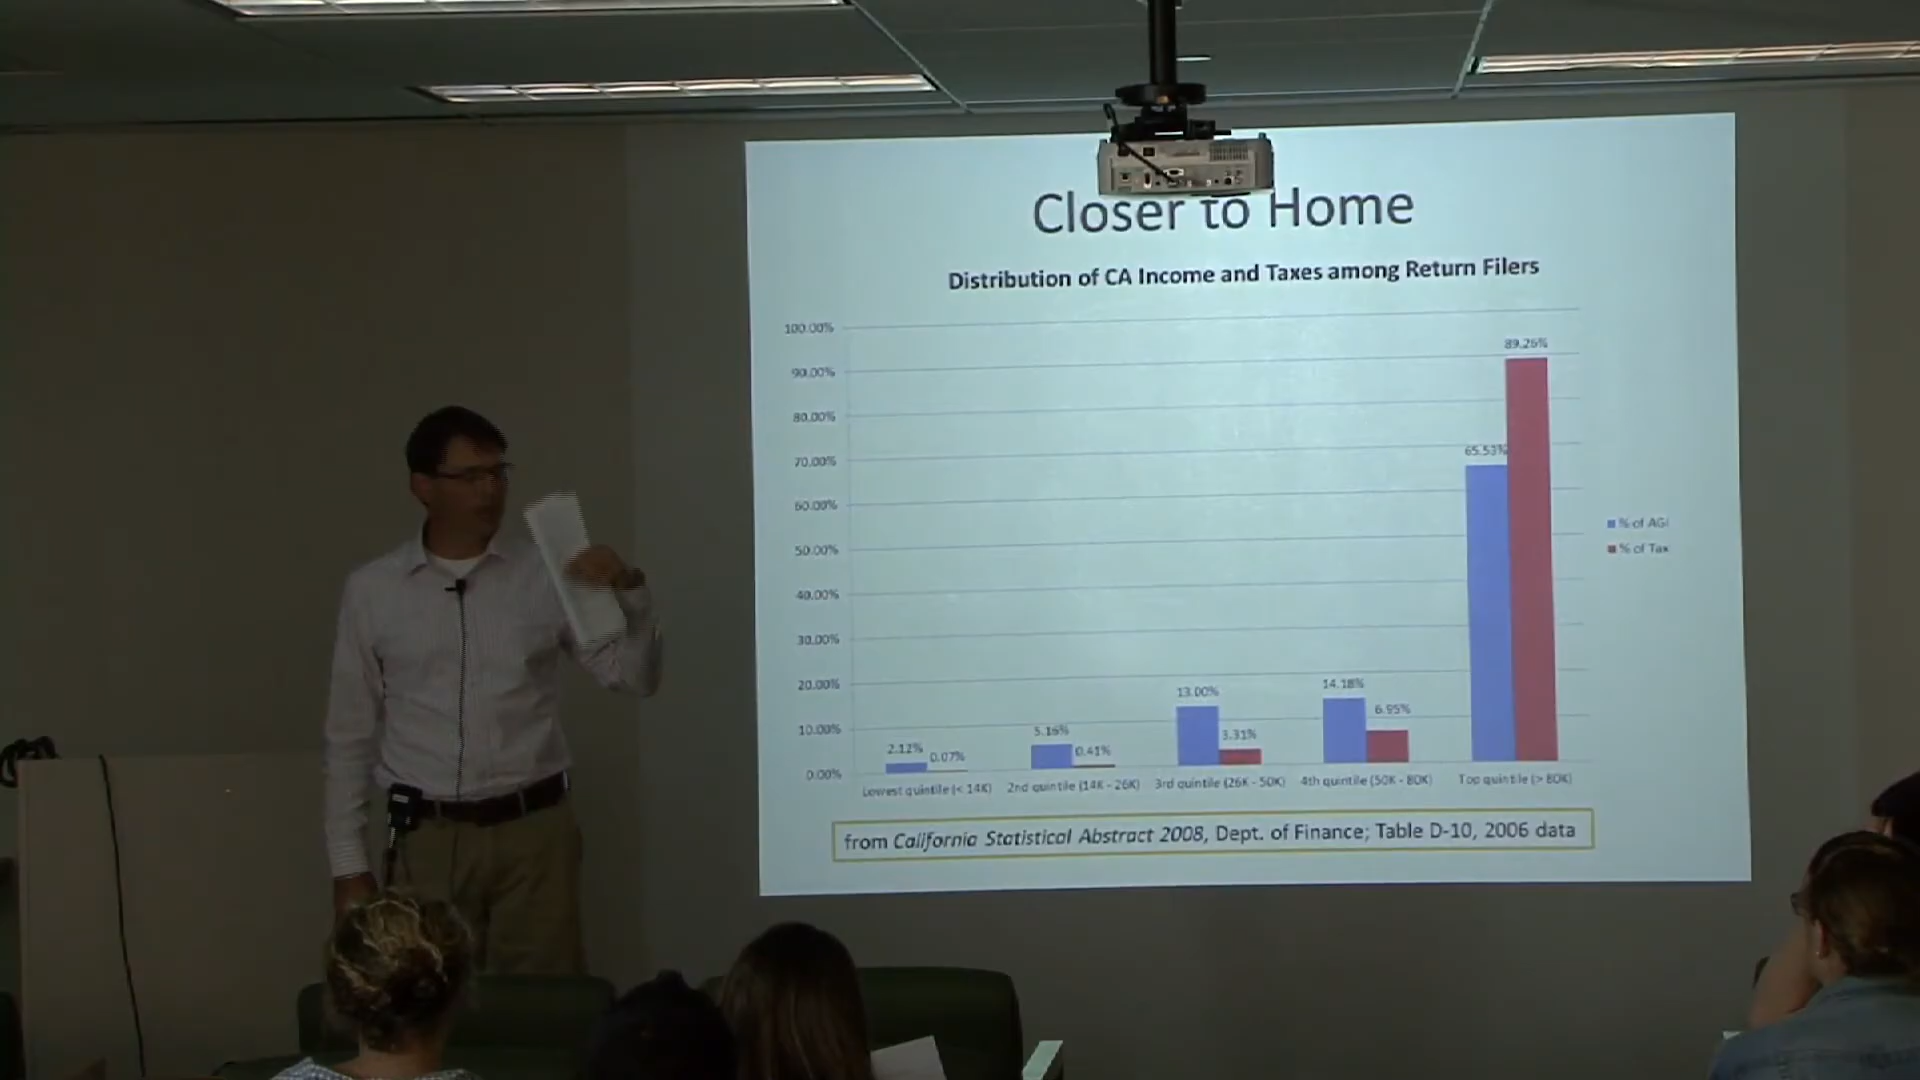 Closer to Home
Distribution of CA Income and Taxes among Return Filers
100.00%
90.00%
80.00%
70.00%
60.00%
50.00%
40.00%
30.00%
20.00%
10.00%
0.00%
2.12%
0.07%
5.16%
0.41%
13.00%
3.31%
14.18%
6.95%
65.53%
89.26%
% of AGI
% of Tax
Lowest quintile (< 14K)
2nd quintile (14K - 26K)
3rd quintile (26K - 50K)
4th quintile (50K - 80K)
Top quintile (> 80K)
from California Statistical Abstract 2008, Dept. of Finance; Table D-10, 2006 data